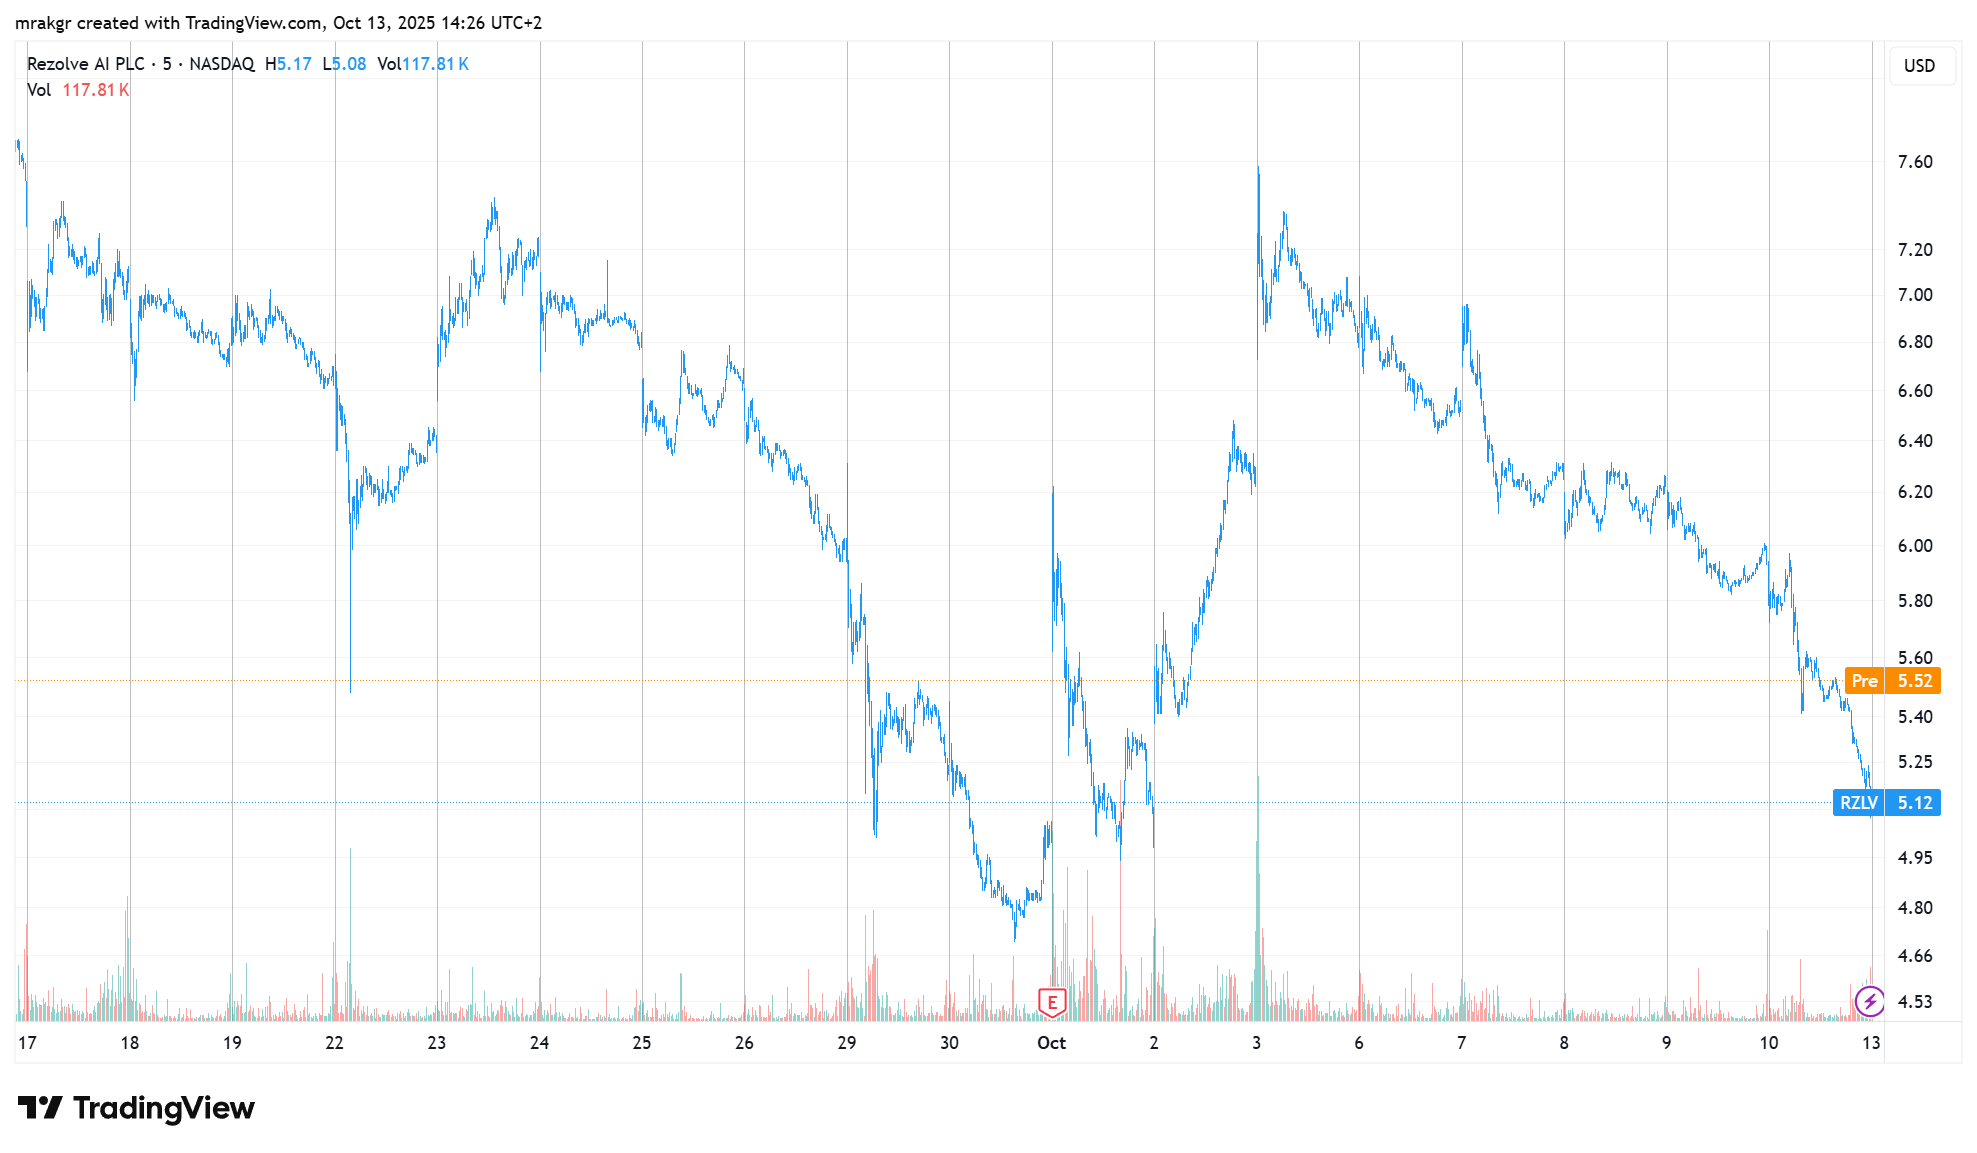 mrakgr created with TradingView.com, Oct 13, 2025 14:26 UTC+2
Rezolve AI PLC · 5 · NASDAQ H5.17 L5.08 Vol117.81 K
Vol 117.81 K
USD
7.60
7.20
7.00
6.80
6.60
6.40
6.20
6.00
5.80
5.60
Pre 5.52
5.40
5.25
RZLV 5.12
4.95
4.80
4.66
4.53
E
17 18 19 22 23 24 25 26 29 30 Oct 2 3 6 7 8 9 10 13
TradingView